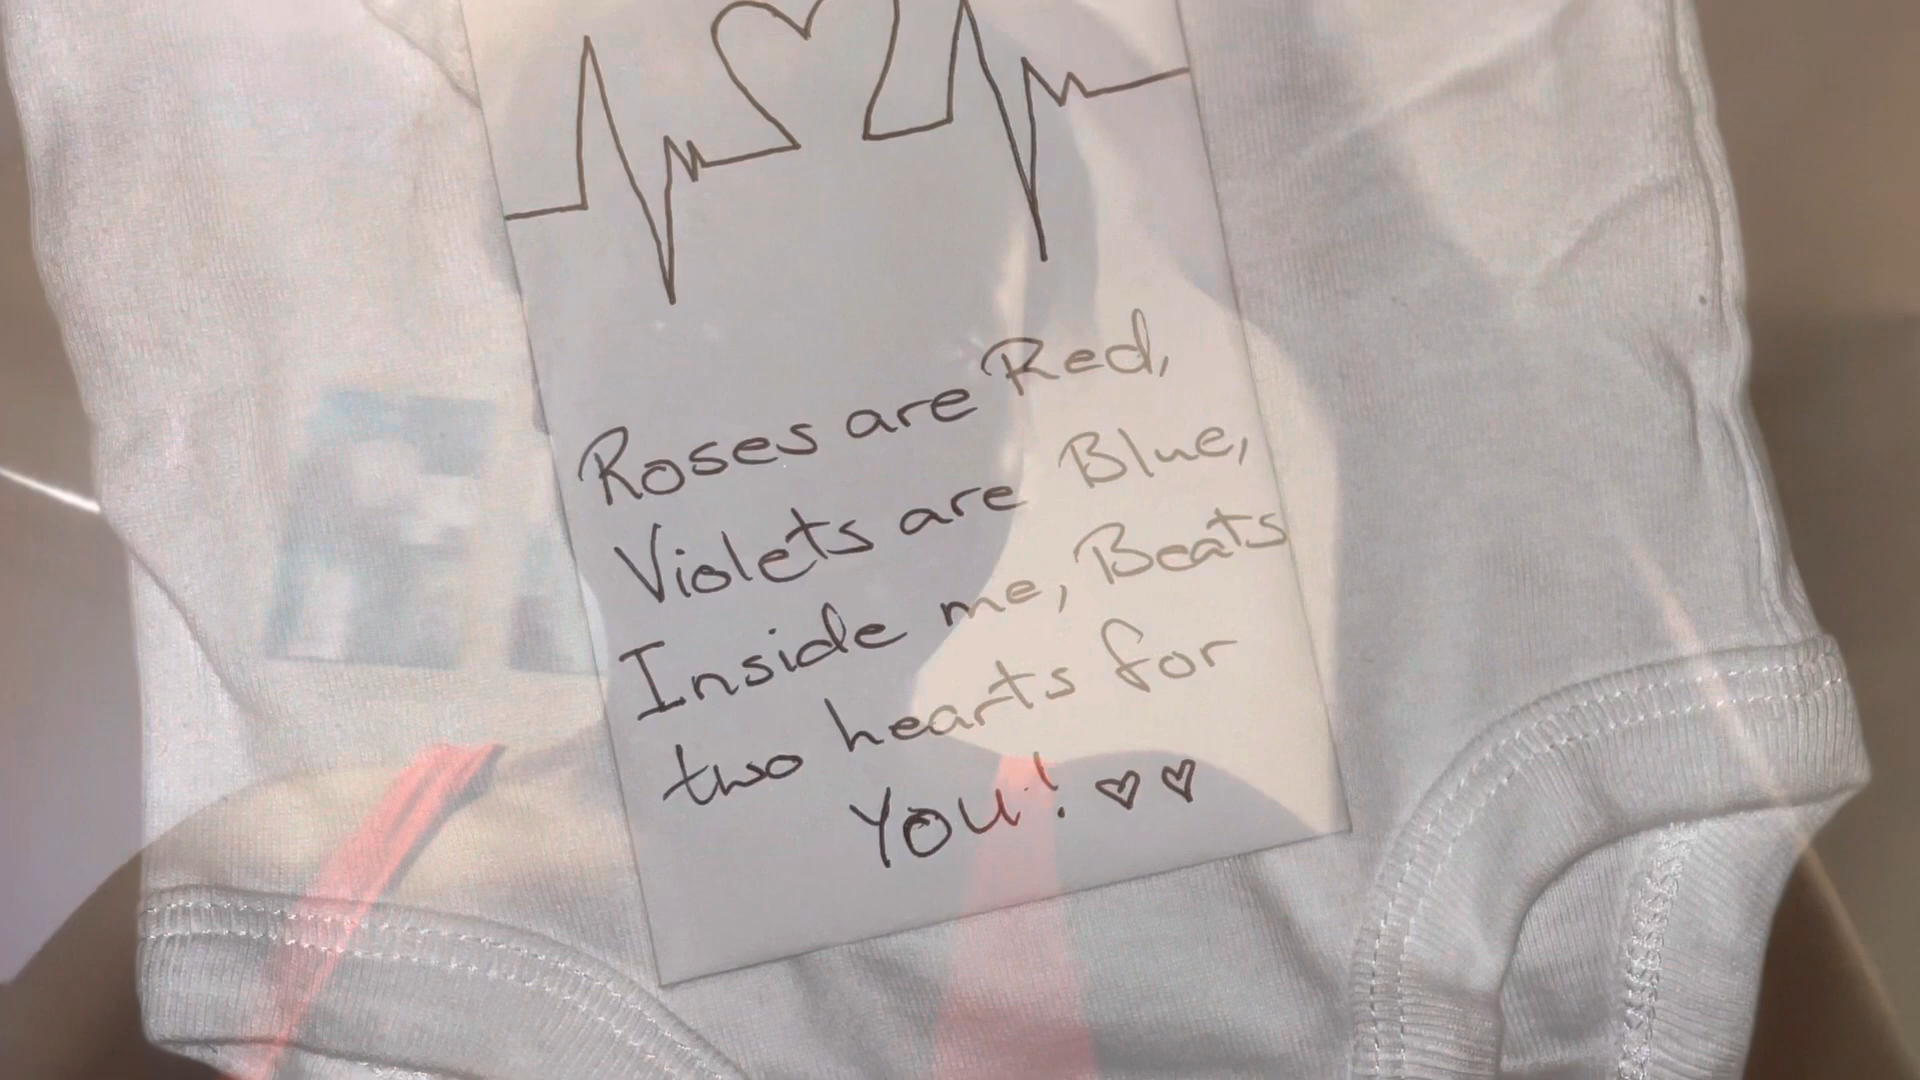 Roses are Red,
Violets are Blue,
Inside me, Beats
two hearts for
You! ♡♡